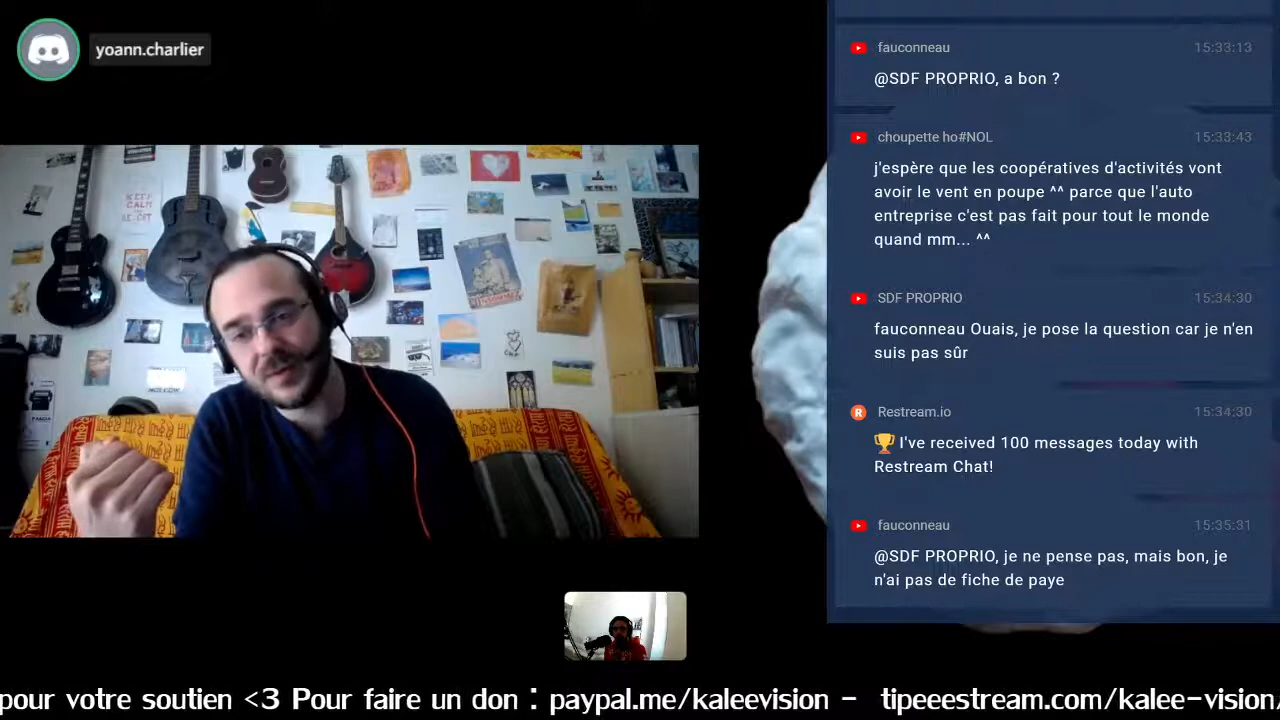 yoann.charlier
fauconneau
15:33:13
@SDF PROPRIO, a bon ?
choupette ho#NOL
15:33:43
j'espère que les coopératives d'activités vont
avoir le vent en poupe ^^ parce que l'auto
entreprise c'est pas fait pour tout le monde
quand mm... ^^
SDF PROPRIO
15:34:30
fauconneau Ouais, je pose la question car je n'en
suis pas sûr
Restream.io
15:34:30
🏆 I've received 100 messages today with
Restream Chat!
fauconneau
15:35:31
@SDF PROPRIO, je ne pense pas, mais bon, je
n'ai pas de fiche de paye
KEEP
CALM
pour votre soutien <3 Pour faire un don : paypal.me/kaleevision - tipeeestream.com/kalee-vision/